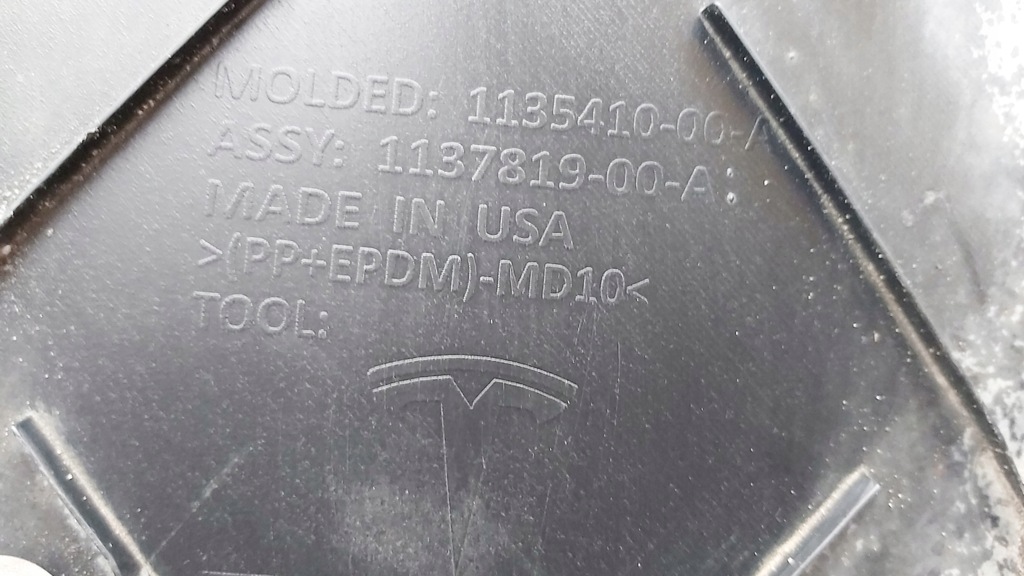 MOLDED: 1135410-00-A
ASSY: 1137819-00-A:
MADE IN USA
>(PP+EPDM)-MD10<
TOOL: